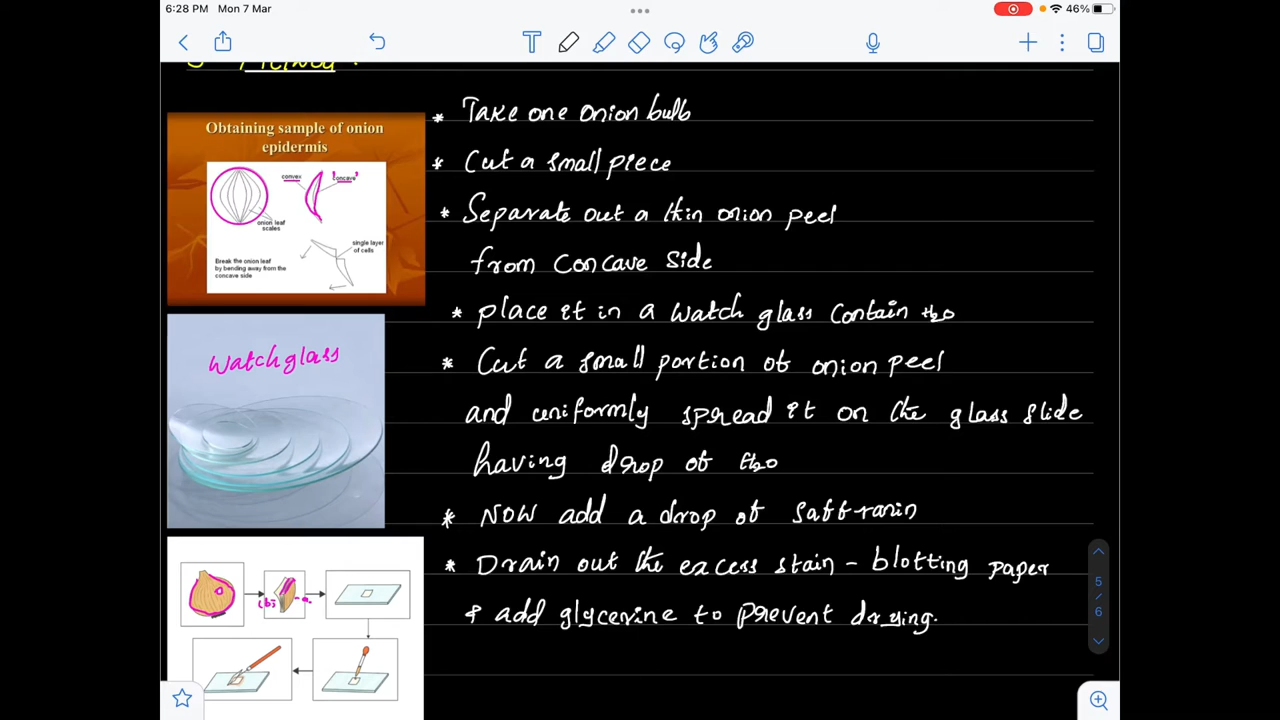 6:28 PM Mon 7 Mar
46%
Method :
Obtaining sample of onion
epidermis
convex
'concave'
onion leaf
scales
single layer
of cells
Break the onion leaf
by bending away from the
concave side
Watch glass
* Take one onion bulb
* Cut a small piece
* Separate out a thin onion peel
from Concave side
* place it in a watch glass contain H2O
* Cut a small portion of onion peel
and uniformly spread it on the glass slide
having drop of H2O
* Now add a drop of saffranin
* Drain out the excess stain - blotting paper
& add glycerine to prevent drying.
5
6